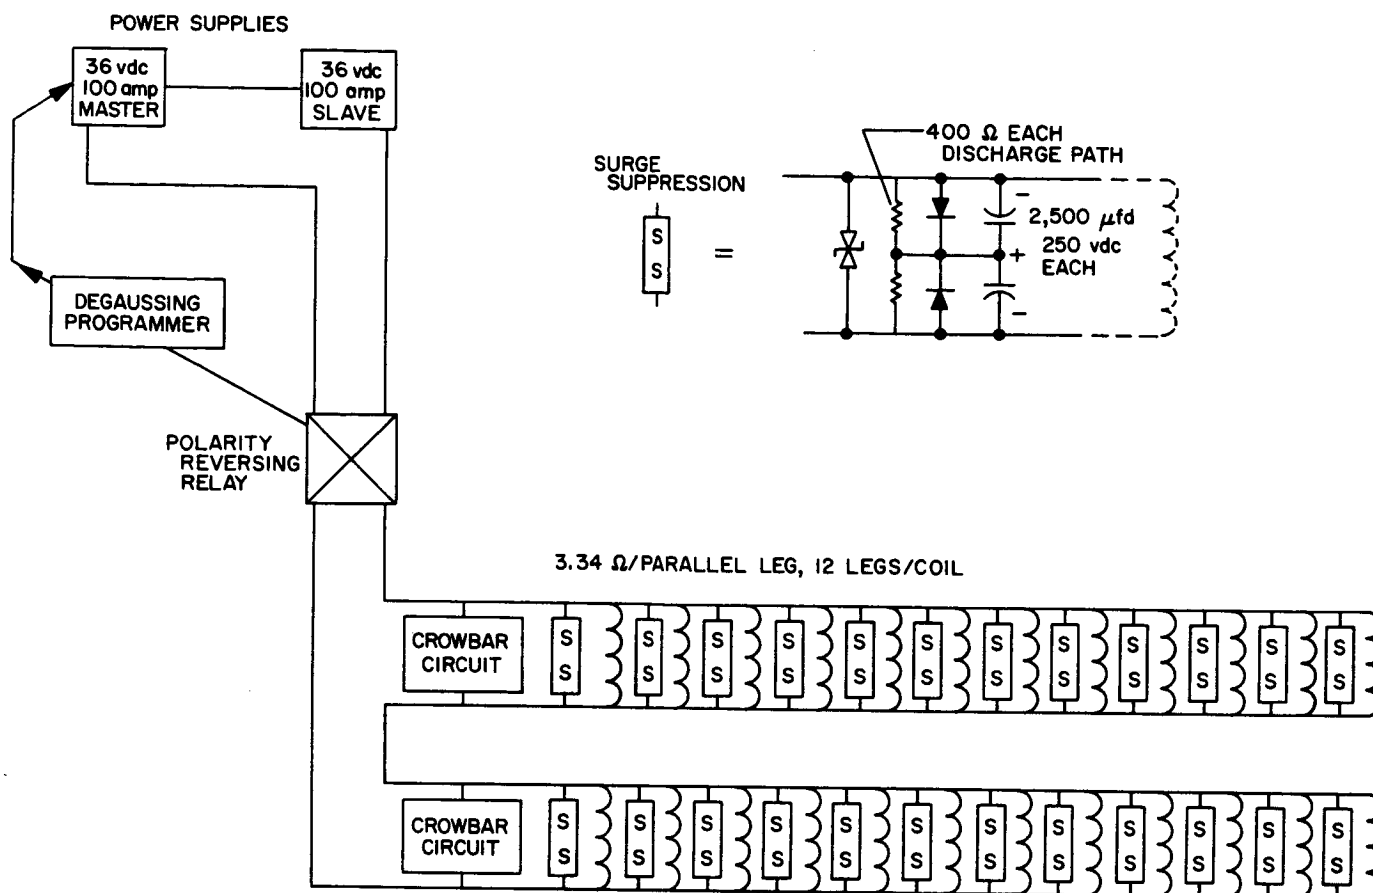 POWER SUPPLIES
36 vdc
100 amp
MASTER
36 vdc
100 amp
SLAVE
DEGAUSSING
PROGRAMMER
POLARITY
REVERSING
RELAY
SURGE
SUPPRESSION
S
S
=
400 Ω EACH
DISCHARGE PATH
−
2,500 μfd
+ 250 vdc
EACH
−
3.34 Ω/PARALLEL LEG, 12 LEGS/COIL
CROWBAR
CIRCUIT
S S S S S S S S S S S S
S S S S S S S S S S S S
CROWBAR
CIRCUIT
S S S S S S S S S S S S
S S S S S S S S S S S S